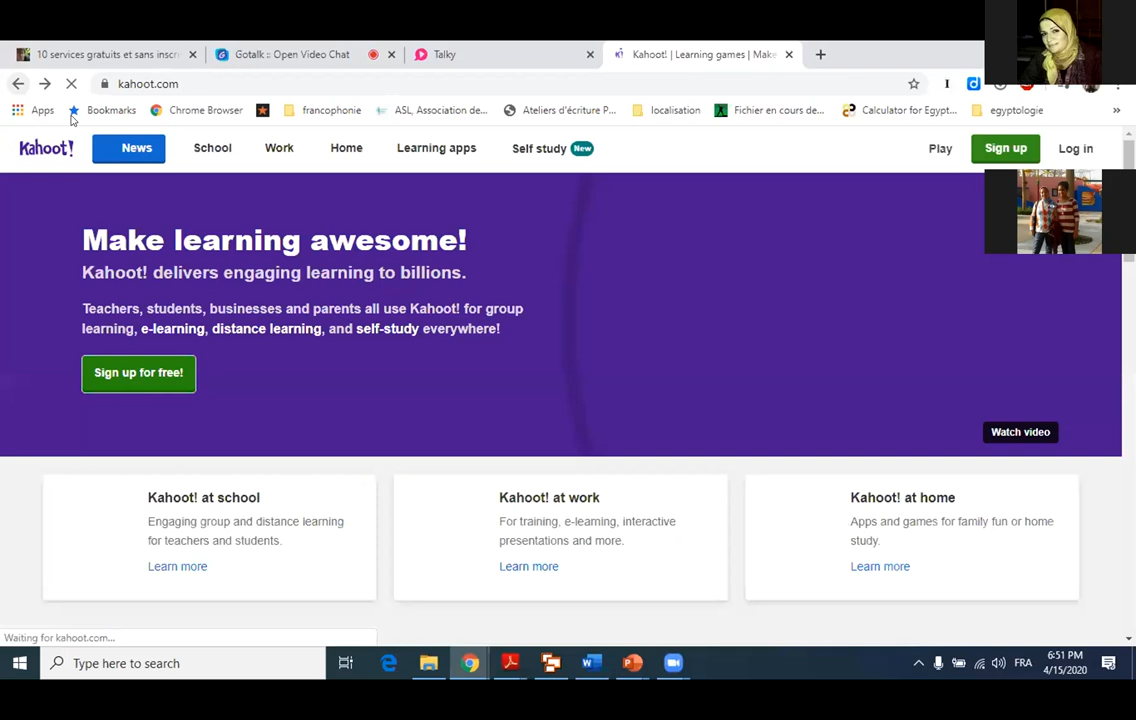 10 services gratuits et sans inscr
Gotalk :: Open Video Chat
Talky
Kahoot! | Learning games | Make
kahoot.com
Apps
Bookmarks
Chrome Browser
francophonie
ASL, Association de...
Ateliers d'écriture P...
localisation
Fichier en cours de...
Calculator for Egypt...
egyptologie
Kahoot!
News
School
Work
Home
Learning apps
Self study New
Play
Sign up
Log in
Make learning awesome!
Kahoot! delivers engaging learning to billions.
Teachers, students, businesses and parents all use Kahoot! for group
learning, e-learning, distance learning, and self-study everywhere!
Sign up for free!
Watch video
Kahoot! at school
Engaging group and distance learning
for teachers and students.
Learn more
Kahoot! at work
For training, e-learning, interactive
presentations and more.
Learn more
Kahoot! at home
Apps and games for family fun or home
study.
Learn more
Waiting for kahoot.com...
Type here to search
FRA
6:51 PM
4/15/2020